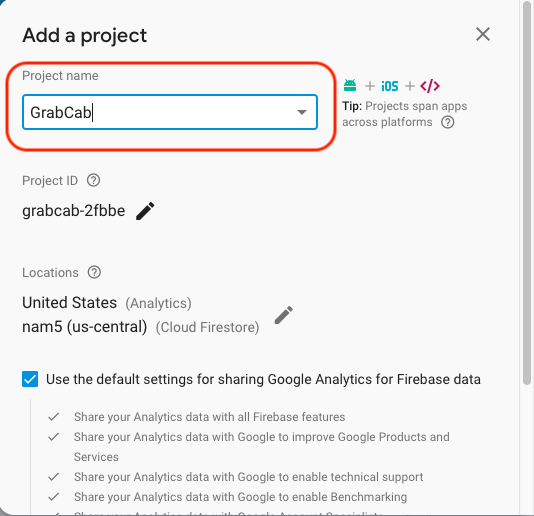 Add a project
Project name
GrabCab
+ iOS + </>
Tip: Projects span apps
across platforms ?
Project ID ?
grabcab-2fbbe
Locations ?
United States (Analytics)
nam5 (us-central) (Cloud Firestore)
Use the default settings for sharing Google Analytics for Firebase data
Share your Analytics data with all Firebase features
Share your Analytics data with Google to improve Google Products and
Services
Share your Analytics data with Google to enable technical support
Share your Analytics data with Google to enable Benchmarking